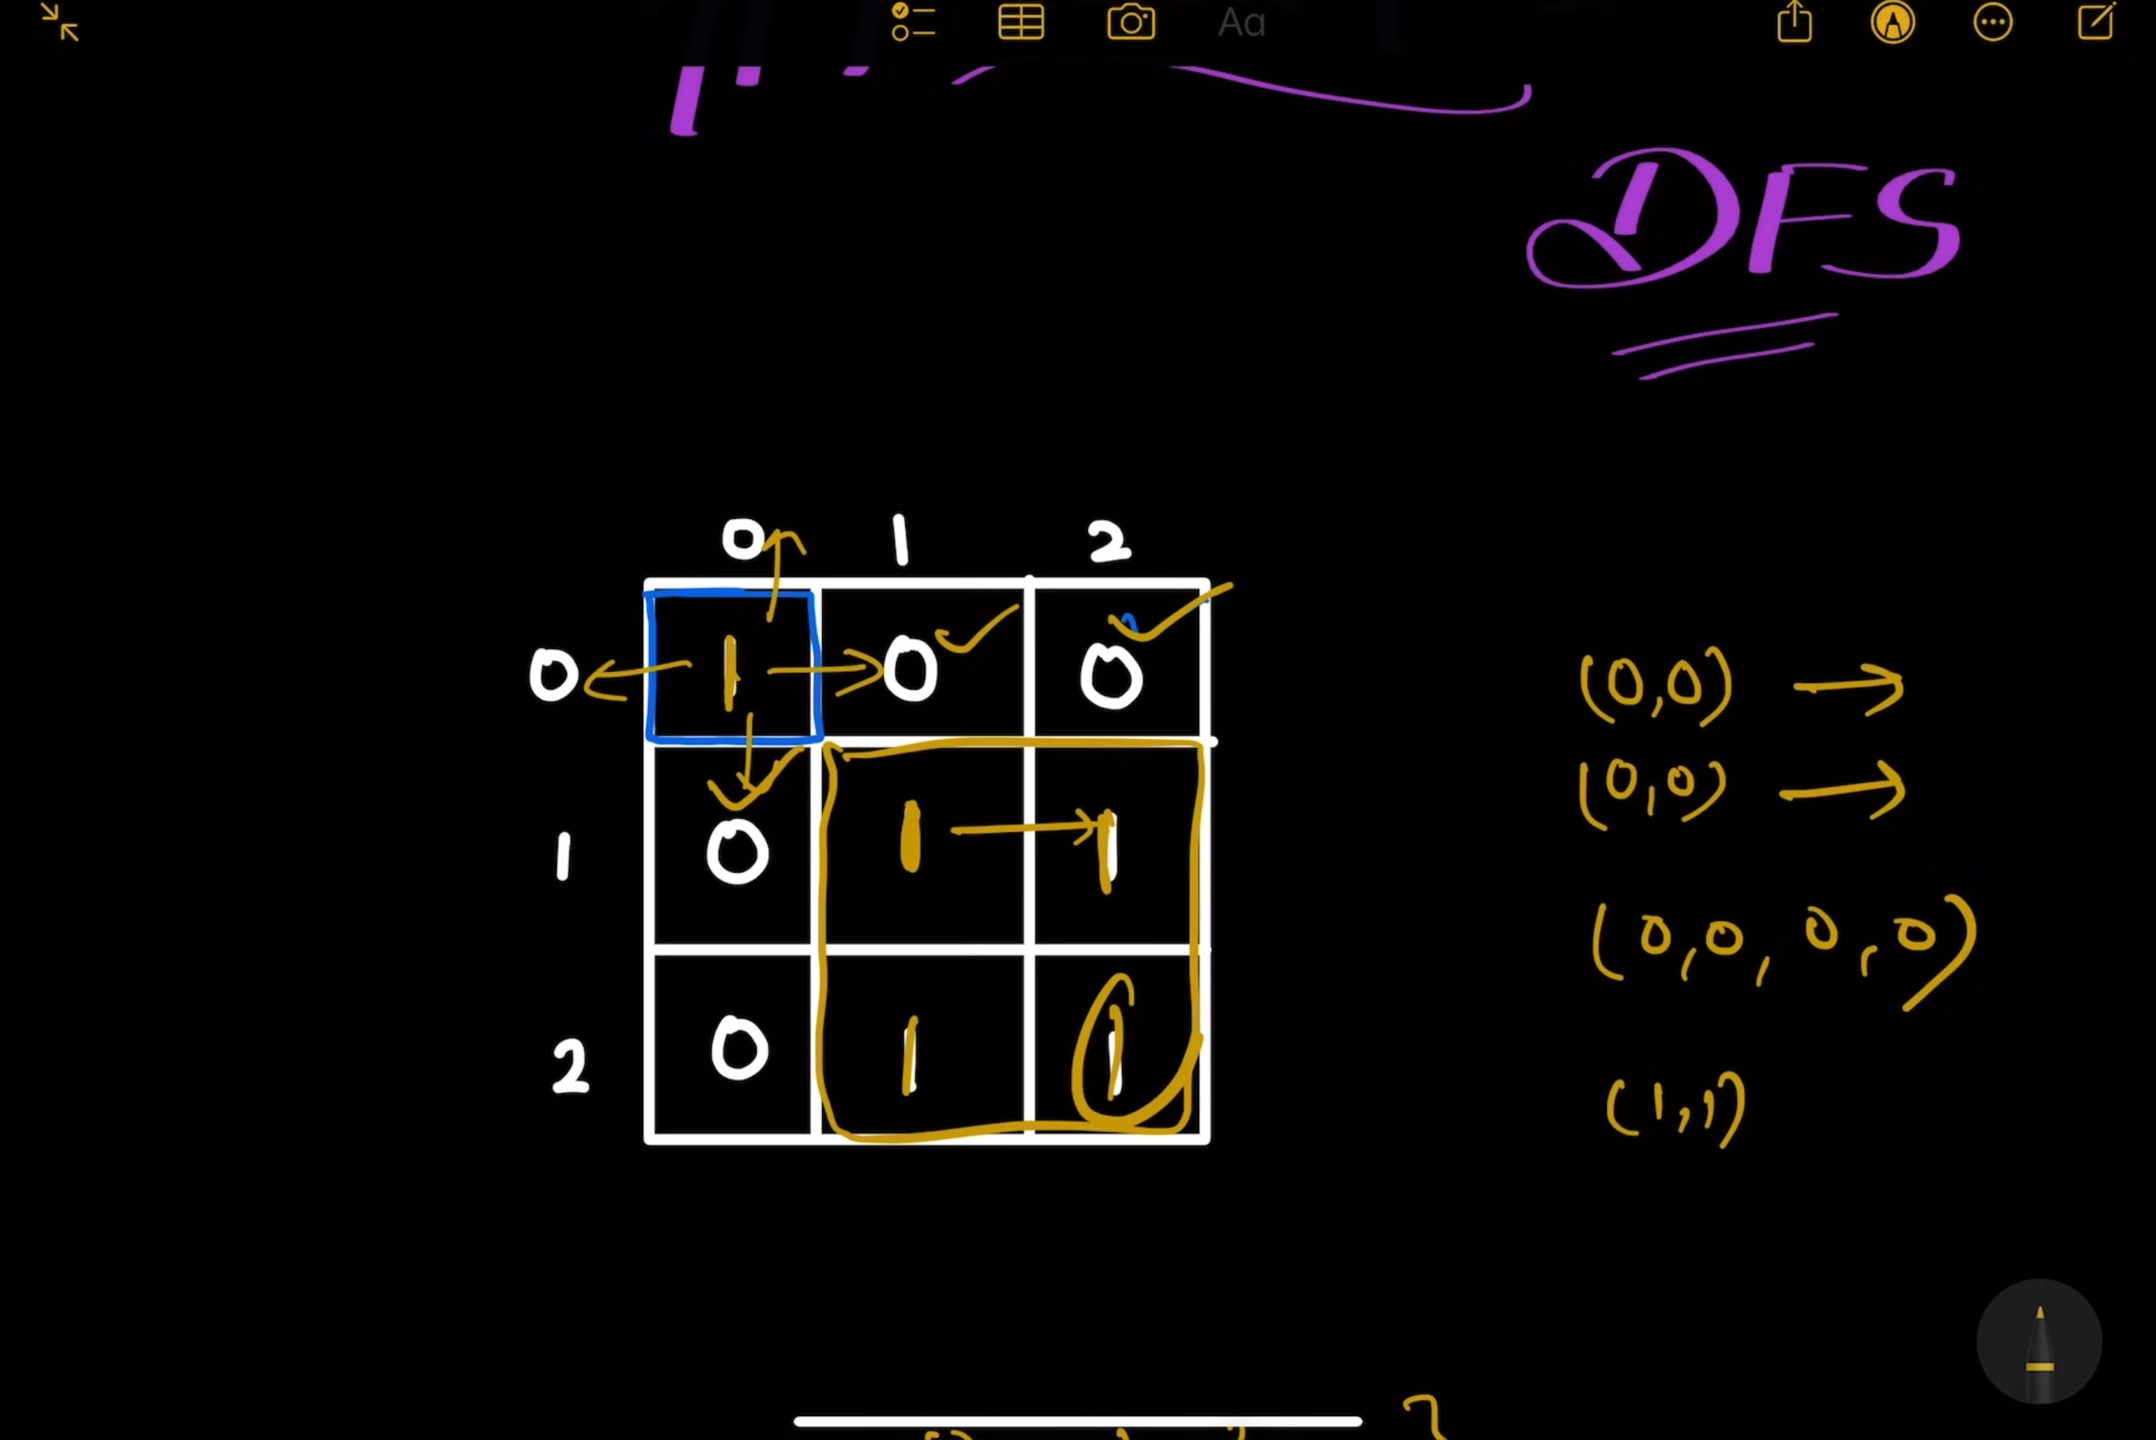 Aa
DFS
0 1 2
0 1 0 0
(0,0) →
(0,0) →
1 0 1 → 1
(0,0,0,0)
2 0 1 1
(1,1)